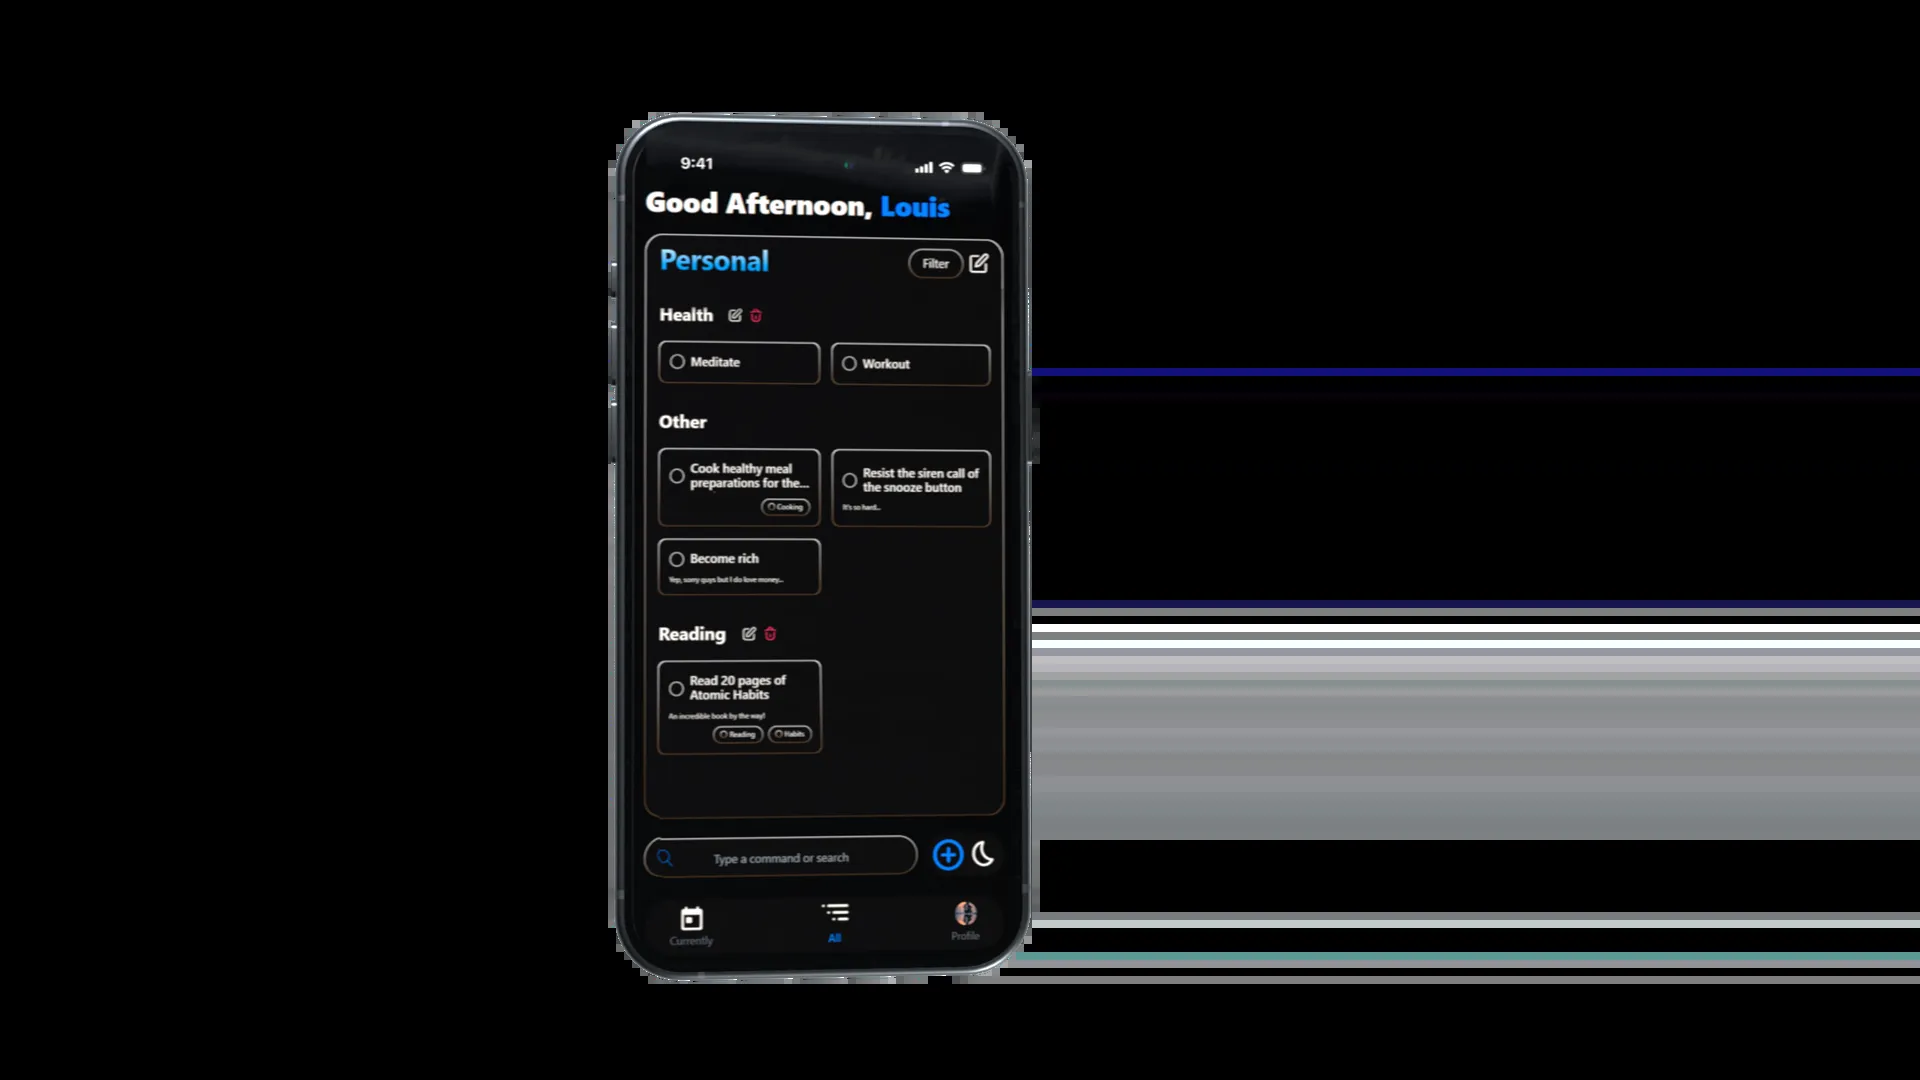 9:41
Good Afternoon, Louis
Personal
Filter
Health
Meditate
Workout
Other
Cook healthy meal
preparations for the...
Cooking
Resist the siren call of
the snooze button
It's so hard...
Become rich
Yep, sorry guys but I do love money...
Reading
Read 20 pages of
Atomic Habits
An incredible book by the way!
Reading
Habits
Type a command or search
Currently
All
Profile